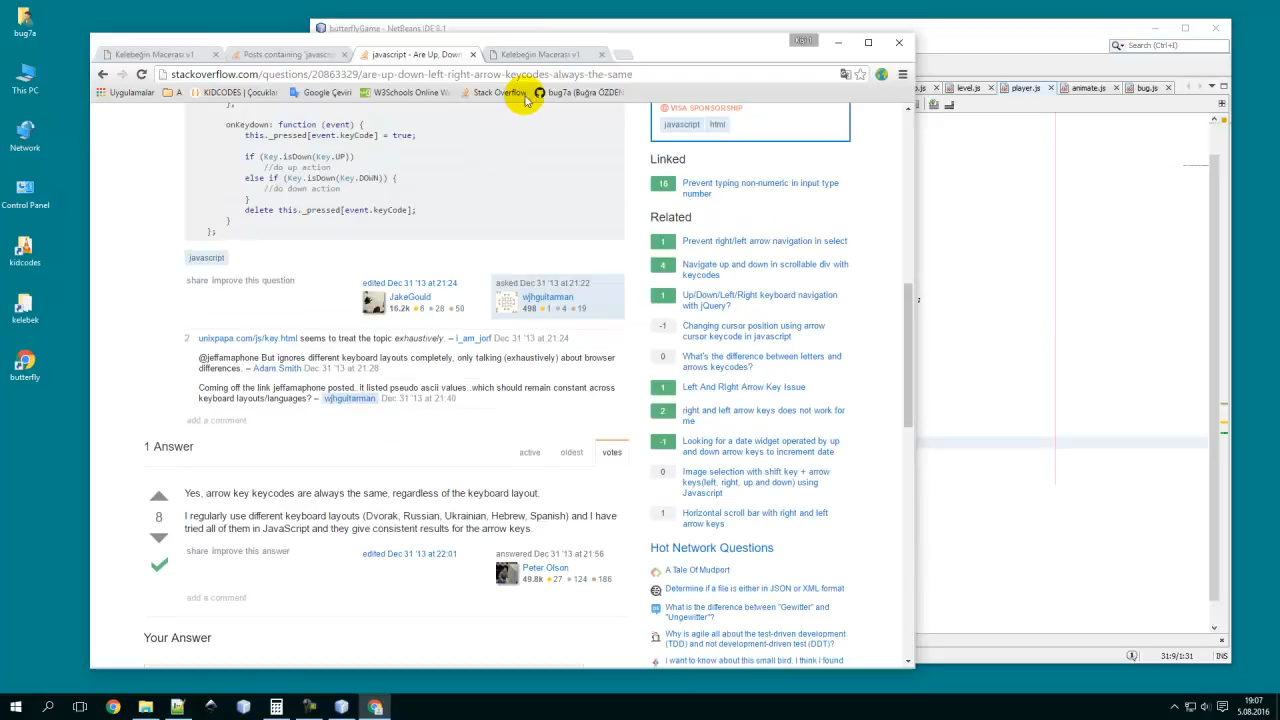 bug7a
This PC
Network
Control Panel
kidcodes
kelebek
butterfly
butterflyGame - NetBeans IDE 8.1
Search (Ctrl+I)
level.js
player.js
animate.js
bug.js
Kelebeğin Macerası v1
Posts containing 'javasc
javascript - Are Up, Down
Kelebeğin Macerası v1
stackoverflow.com/questions/20863329/are-up-down-left-right-arrow-keycodes-always-the-same
Uygulamalar
A
KIDCODES | Çocuklar
Google Çeviri
W3Schools Online W
Stack Overflow
bug7a (Buğra ÖZDEN
};
onKeydown: function (event) {
this._pressed[event.keyCode] = true;
if (Key.isDown(Key.UP))
//do up action
else if (Key.isDown(Key.DOWN)) {
//do down action
}
delete this._pressed[event.keyCode];
}
};
javascript
share improve this question
edited Dec 31 '13 at 21:24
JakeGould
16.2k 6 28 50
asked Dec 31 '13 at 21:22
wjhguitarman
498 1 4 19
2 unixpapa.com/js/key.html seems to treat the topic exhaustively. – i_am_jorf Dec 31 '13 at 21:24
@jeffamaphone But ignores different keyboard layouts completely, only talking (exhaustively) about browser
differences. – Adam Smith Dec 31 '13 at 21:28
Coming off the link jeffamaphone posted..it listed pseudo ascii values..which should remain constant across
keyboard layouts/languages? – wjhguitarman Dec 31 '13 at 21:40
add a comment
1 Answer
active oldest votes
Yes, arrow key keycodes are always the same, regardless of the keyboard layout.
8
I regularly use different keyboard layouts (Dvorak, Russian, Ukrainian, Hebrew, Spanish) and I have
tried all of them in JavaScript and they give consistent results for the arrow keys.
share improve this answer
edited Dec 31 '13 at 22:01
answered Dec 31 '13 at 21:56
Peter Olson
49.8k 27 124 186
add a comment
Your Answer
VISA SPONSORSHIP
javascript html
Linked
16 Prevent typing non-numeric in input type
number
Related
1 Prevent right/left arrow navigation in select
4 Navigate up and down in scrollable div with
keycodes
1 Up/Down/Left/Right keyboard navigation
with jQuery?
-1 Changing cursor position using arrow
cursor keycode in javascript
0 What's the difference between letters and
arrows keycodes?
1 Left And RIght Arrow Key Issue
2 right and left arrow keys does not work for
me
-1 Looking for a date widget operated by up
and down arrow keys to increment date
0 Image selection with shift key + arrow
keys(left, right, up and down) using
Javascript
1 Horizontal scroll bar with right and left
arrow keys
Hot Network Questions
A Tale Of Mudport
Determine if a file is either in JSON or XML format
What is the difference between "Gewitter" and
"Ungewitter"?
Why is agile all about the test-driven development
(TDD) and not development-driven test (DDT)?
I want to know about this small bird. I think I found
31:9/1:31
INS
19:07
5.08.2016